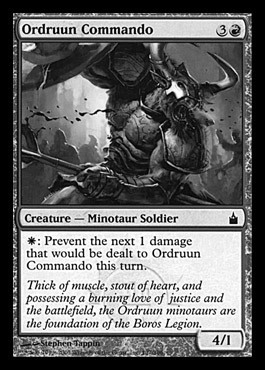 Ordruun Commando 3
Creature — Minotaur Soldier
: Prevent the next 1 damage
that would be dealt to Ordruun
Commando this turn.
Thick of muscle, stout of heart, and
possessing a burning love of justice and
the battlefield, the Ordruun minotaurs are
the foundation of the Boros Legion.
Stephen Tappin
4/1